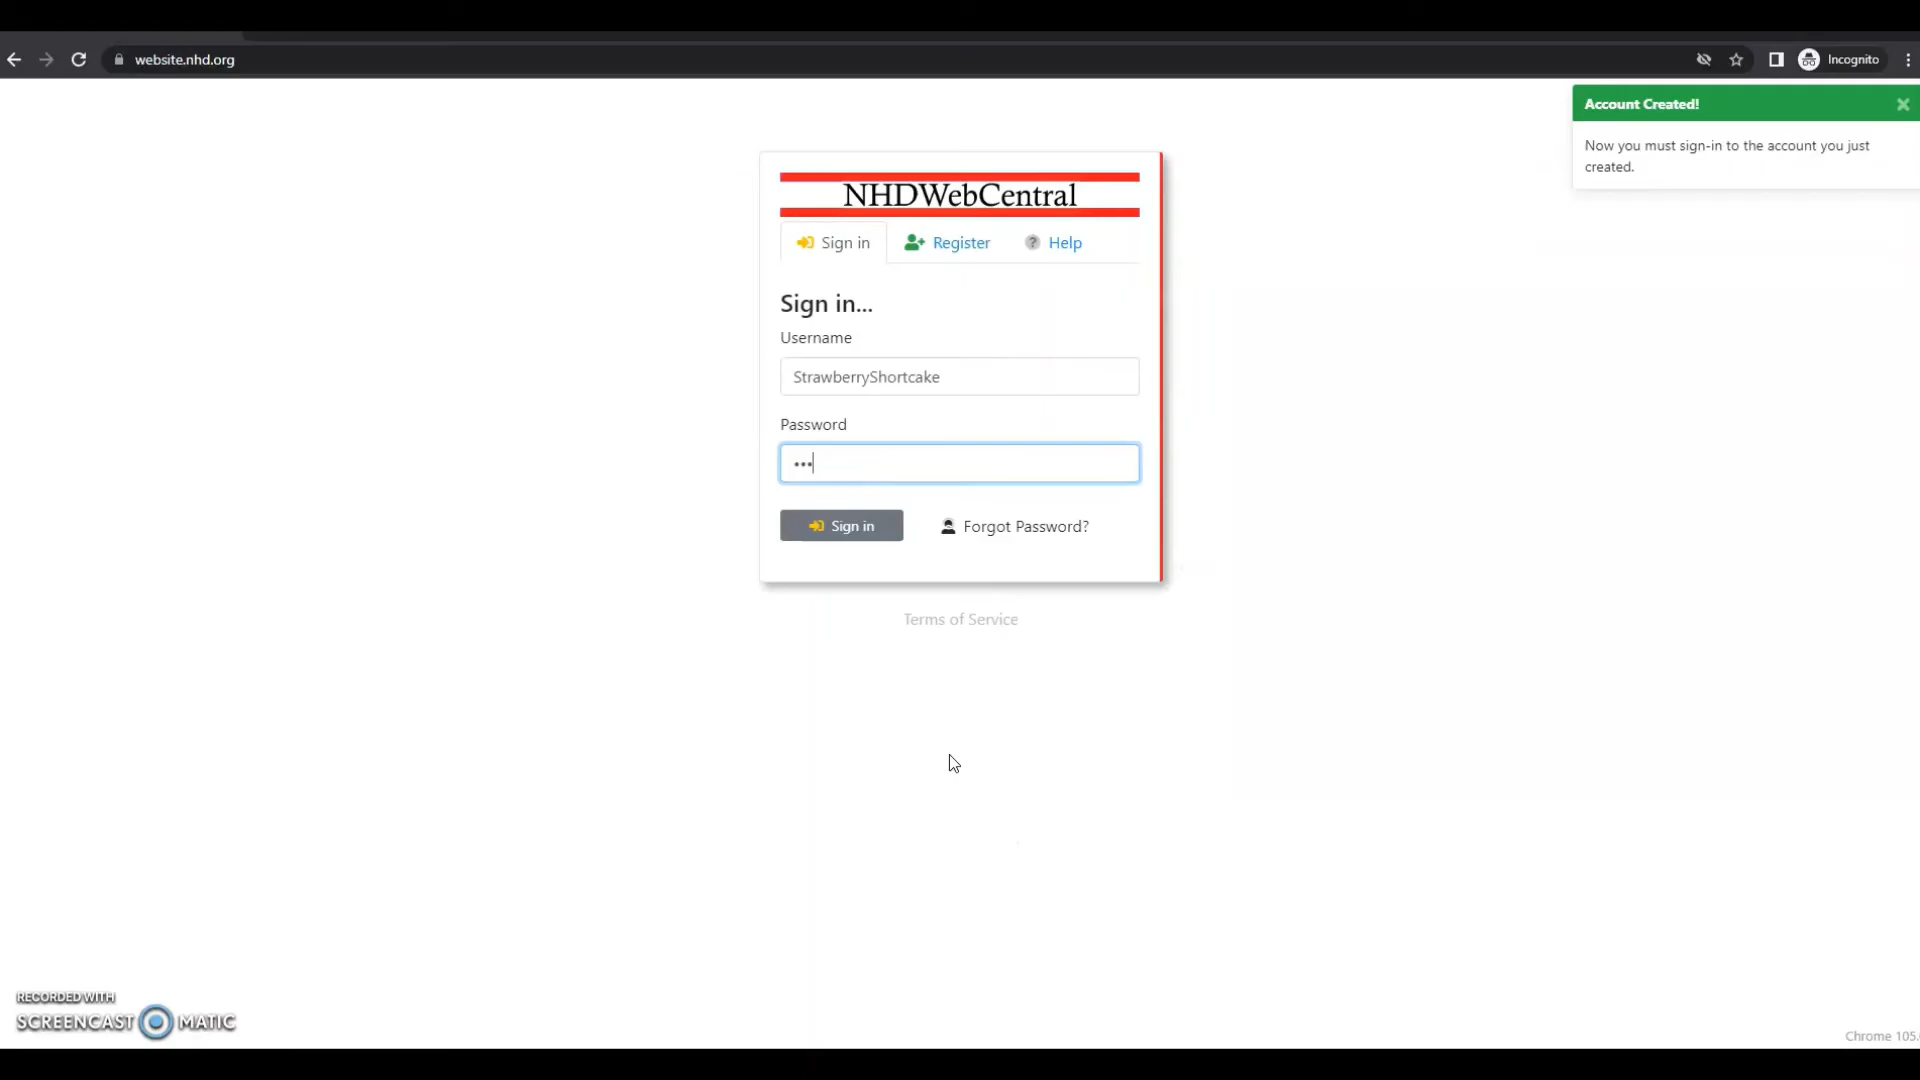 website.nhd.org
Incognito
Account Created!
Now you must sign-in to the account you just
created.
NHDWebCentral
Sign in
Register
? Help
Sign in...
Username
StrawberryShortcake
Password
•••
Sign in
Forgot Password?
Terms of Service
RECORDED WITH
SCREENCAST MATIC
Chrome 105.